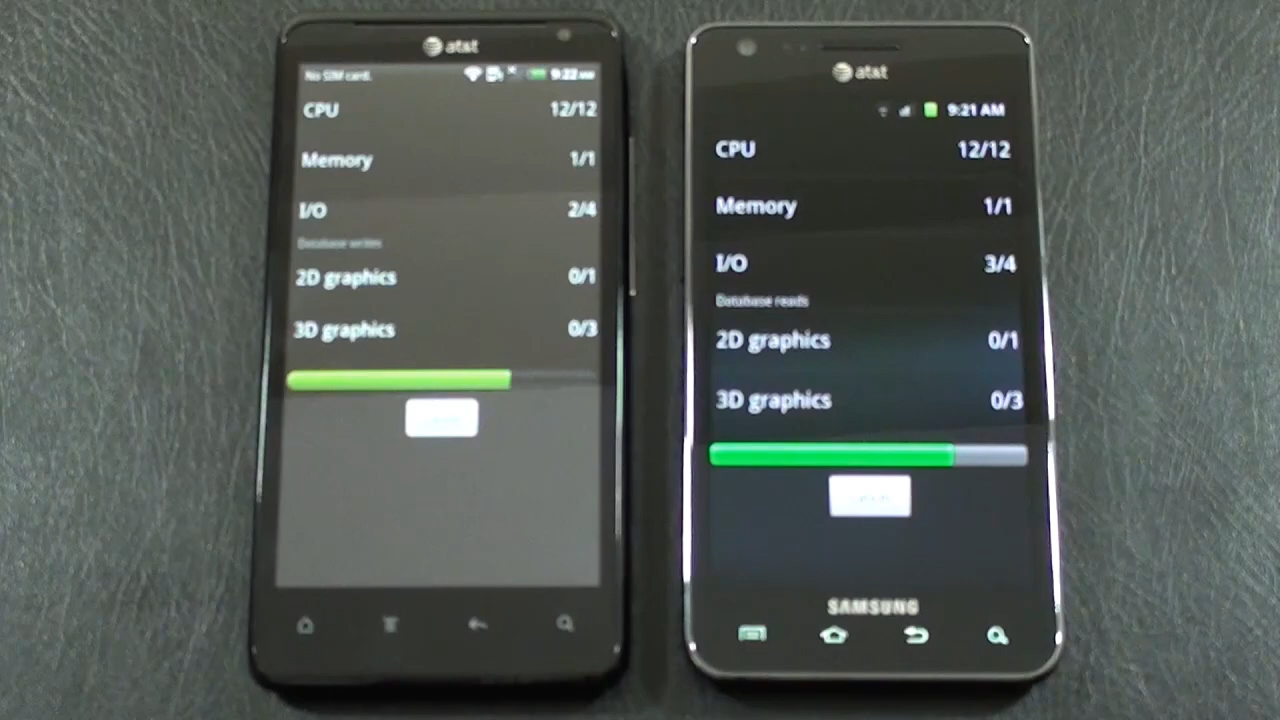 at&t
No SIM card.
9:22 AM
CPU 12/12
Memory 1/1
I/O 2/4
Database writes
2D graphics 0/1
3D graphics 0/3
at&t
9:21 AM
CPU 12/12
Memory 1/1
I/O 3/4
Database reads
2D graphics 0/1
3D graphics 0/3
SAMSUNG